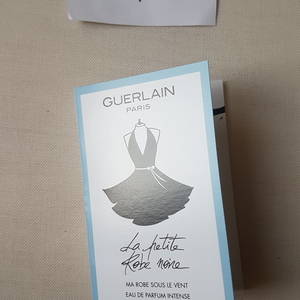 GUERLAIN
PARIS
La petite
Robe noire
MA ROBE SOUS LE VENT
EAU DE PARFUM INTENSE